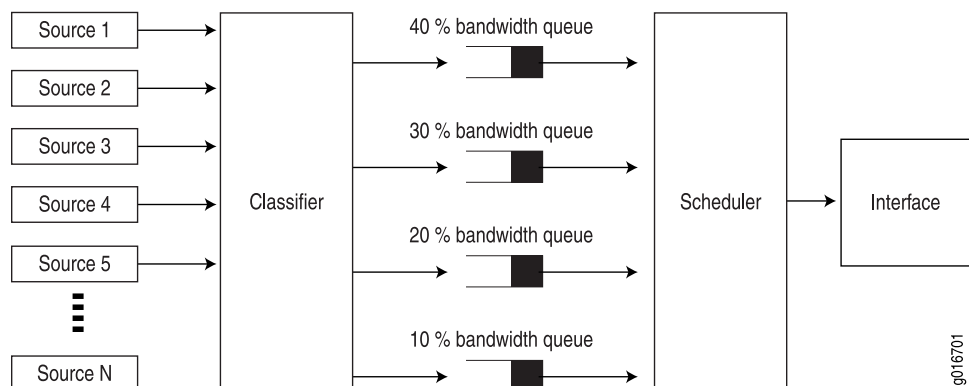 Source 1
Source 2
Source 3
Source 4
Source 5
Source N
Classifier
40 % bandwidth queue
30 % bandwidth queue
20 % bandwidth queue
10 % bandwidth queue
Scheduler
Interface
g016701